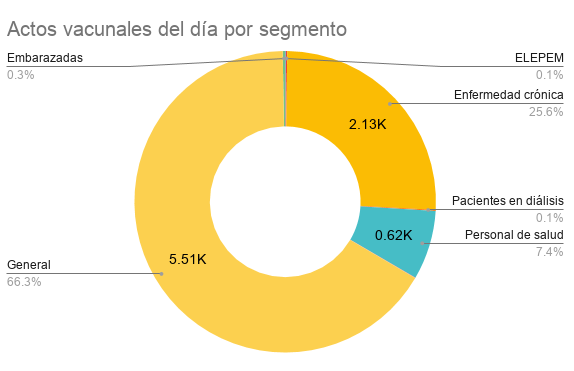 Actos vacunales del día por segmento
Embarazadas
0.3%
ELEPEM
0.1%
Enfermedad crónica
25.6%
2.13K
Pacientes en diálisis
0.1%
Personal de salud
7.4%
0.62K
General
66.3%
5.51K